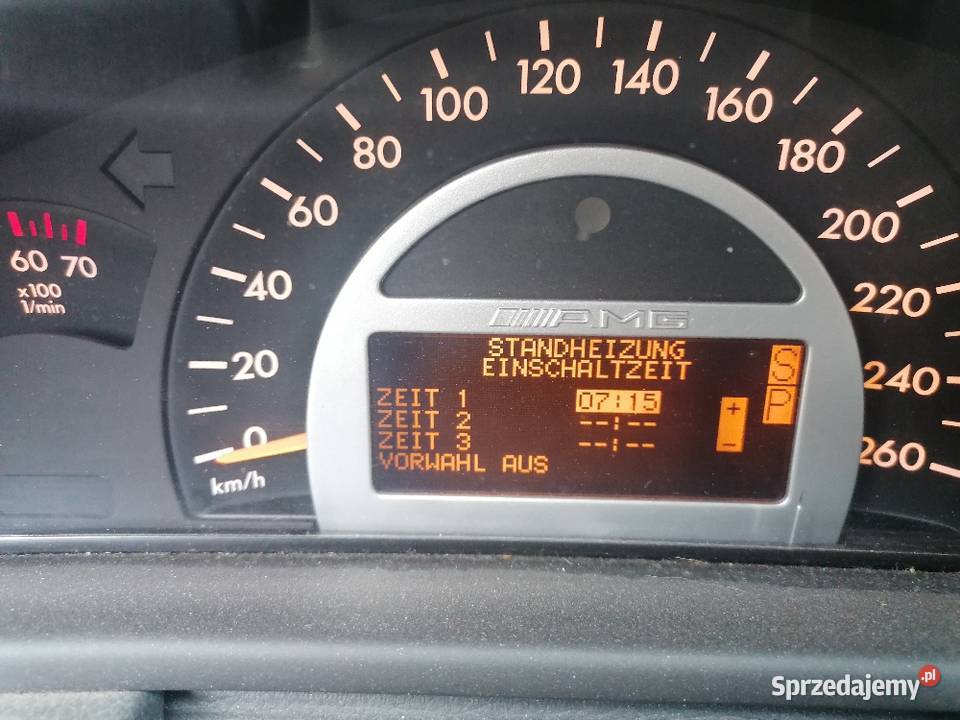 120 140
100 160
80 180
60 200
40 220
20 240
0 260
km/h
60 70
x100
1/min
AMG
STANDHEIZUNG
EINSCHALTZEIT
S
ZEIT 1 07:15
P
ZEIT 2 --:--
+
ZEIT 3 --:--
–
VORWAHL AUS
Sprzedajemy.pl